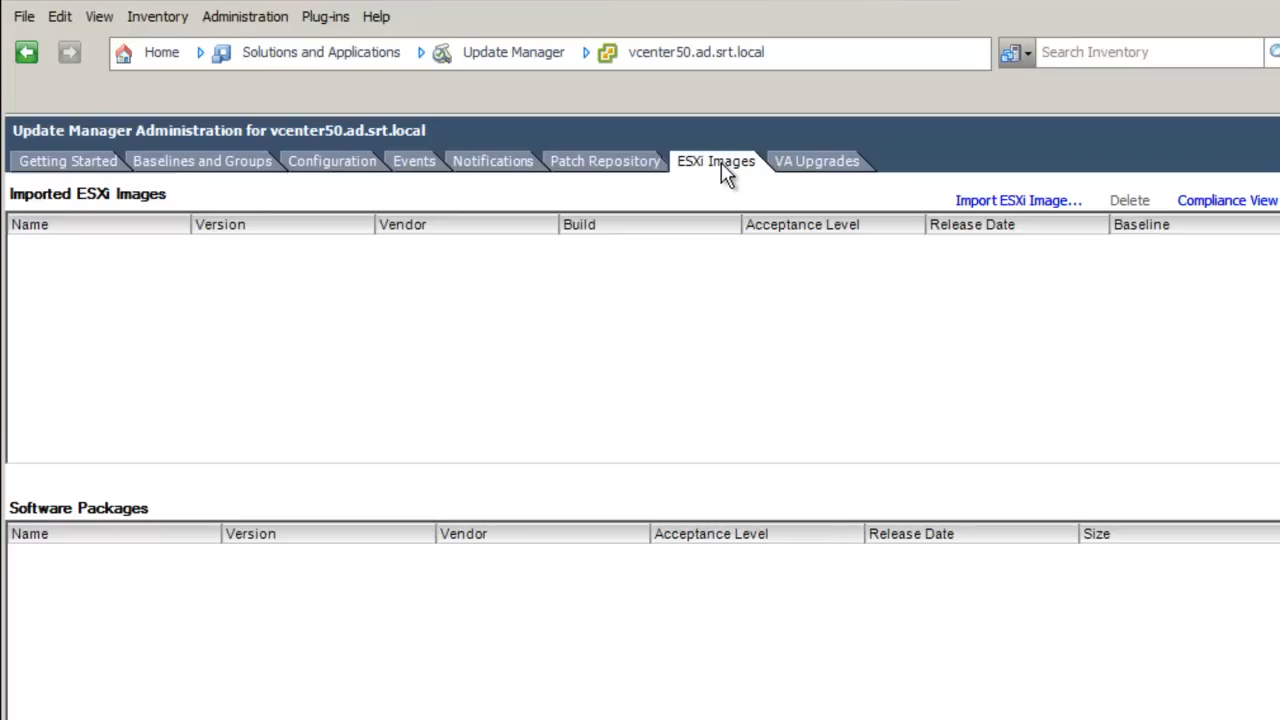 File Edit View Inventory Administration Plug-ins Help
Home Solutions and Applications Update Manager vcenter50.ad.srt.local Search Inventory
Update Manager Administration for vcenter50.ad.srt.local
Getting Started Baselines and Groups Configuration Events Notifications Patch Repository ESXi Images VA Upgrades
Imported ESXi Images
Import ESXi Image... Delete Compliance View
Name Version Vendor Build Acceptance Level Release Date Baseline
Software Packages
Name Version Vendor Acceptance Level Release Date Size